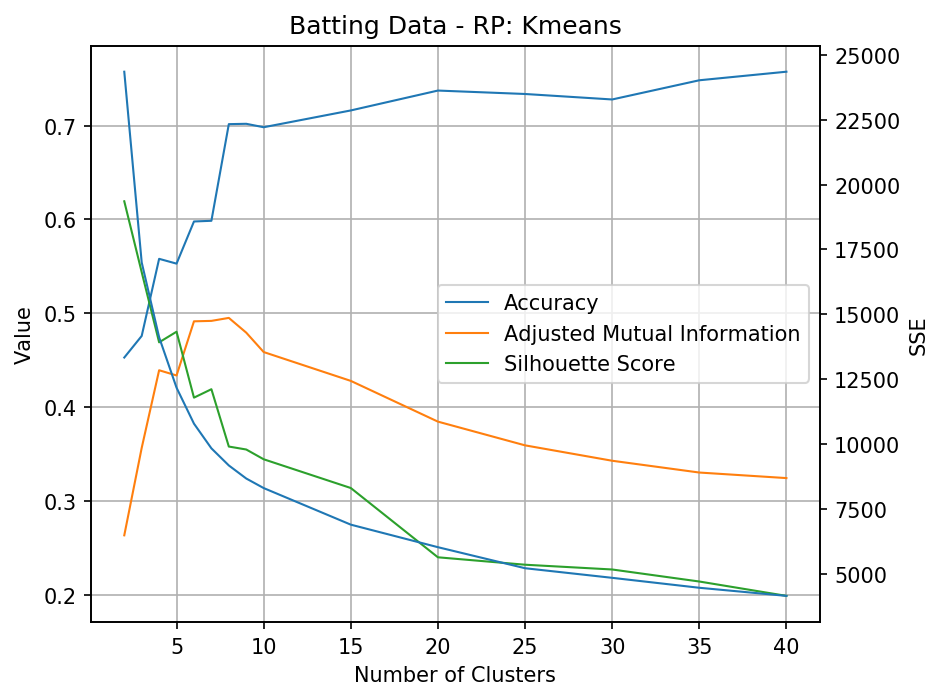 Batting Data - RP: Kmeans
Value
0.7
0.6
0.5
0.4
0.3
0.2
25000
22500
20000
17500
15000
12500
10000
7500
5000
SSE
Accuracy
Adjusted Mutual Information
Silhouette Score
5 10 15 20 25 30 35 40
Number of Clusters